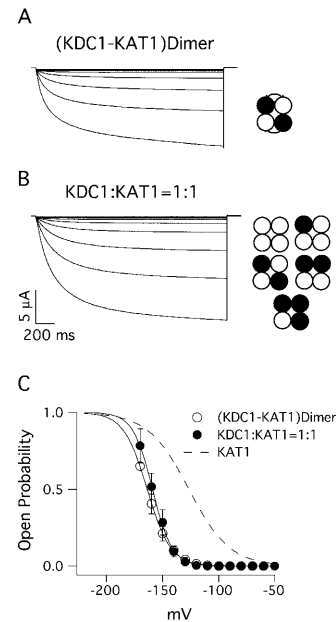 A
(KDC1-KAT1)Dimer
B
KDC1:KAT1=1:1
5 μA
200 ms
C
(KDC1-KAT1)Dimer
KDC1:KAT1=1:1
KAT1
Open Probability
1.0
0.5
0.0
-200 -150 -100 -50
mV